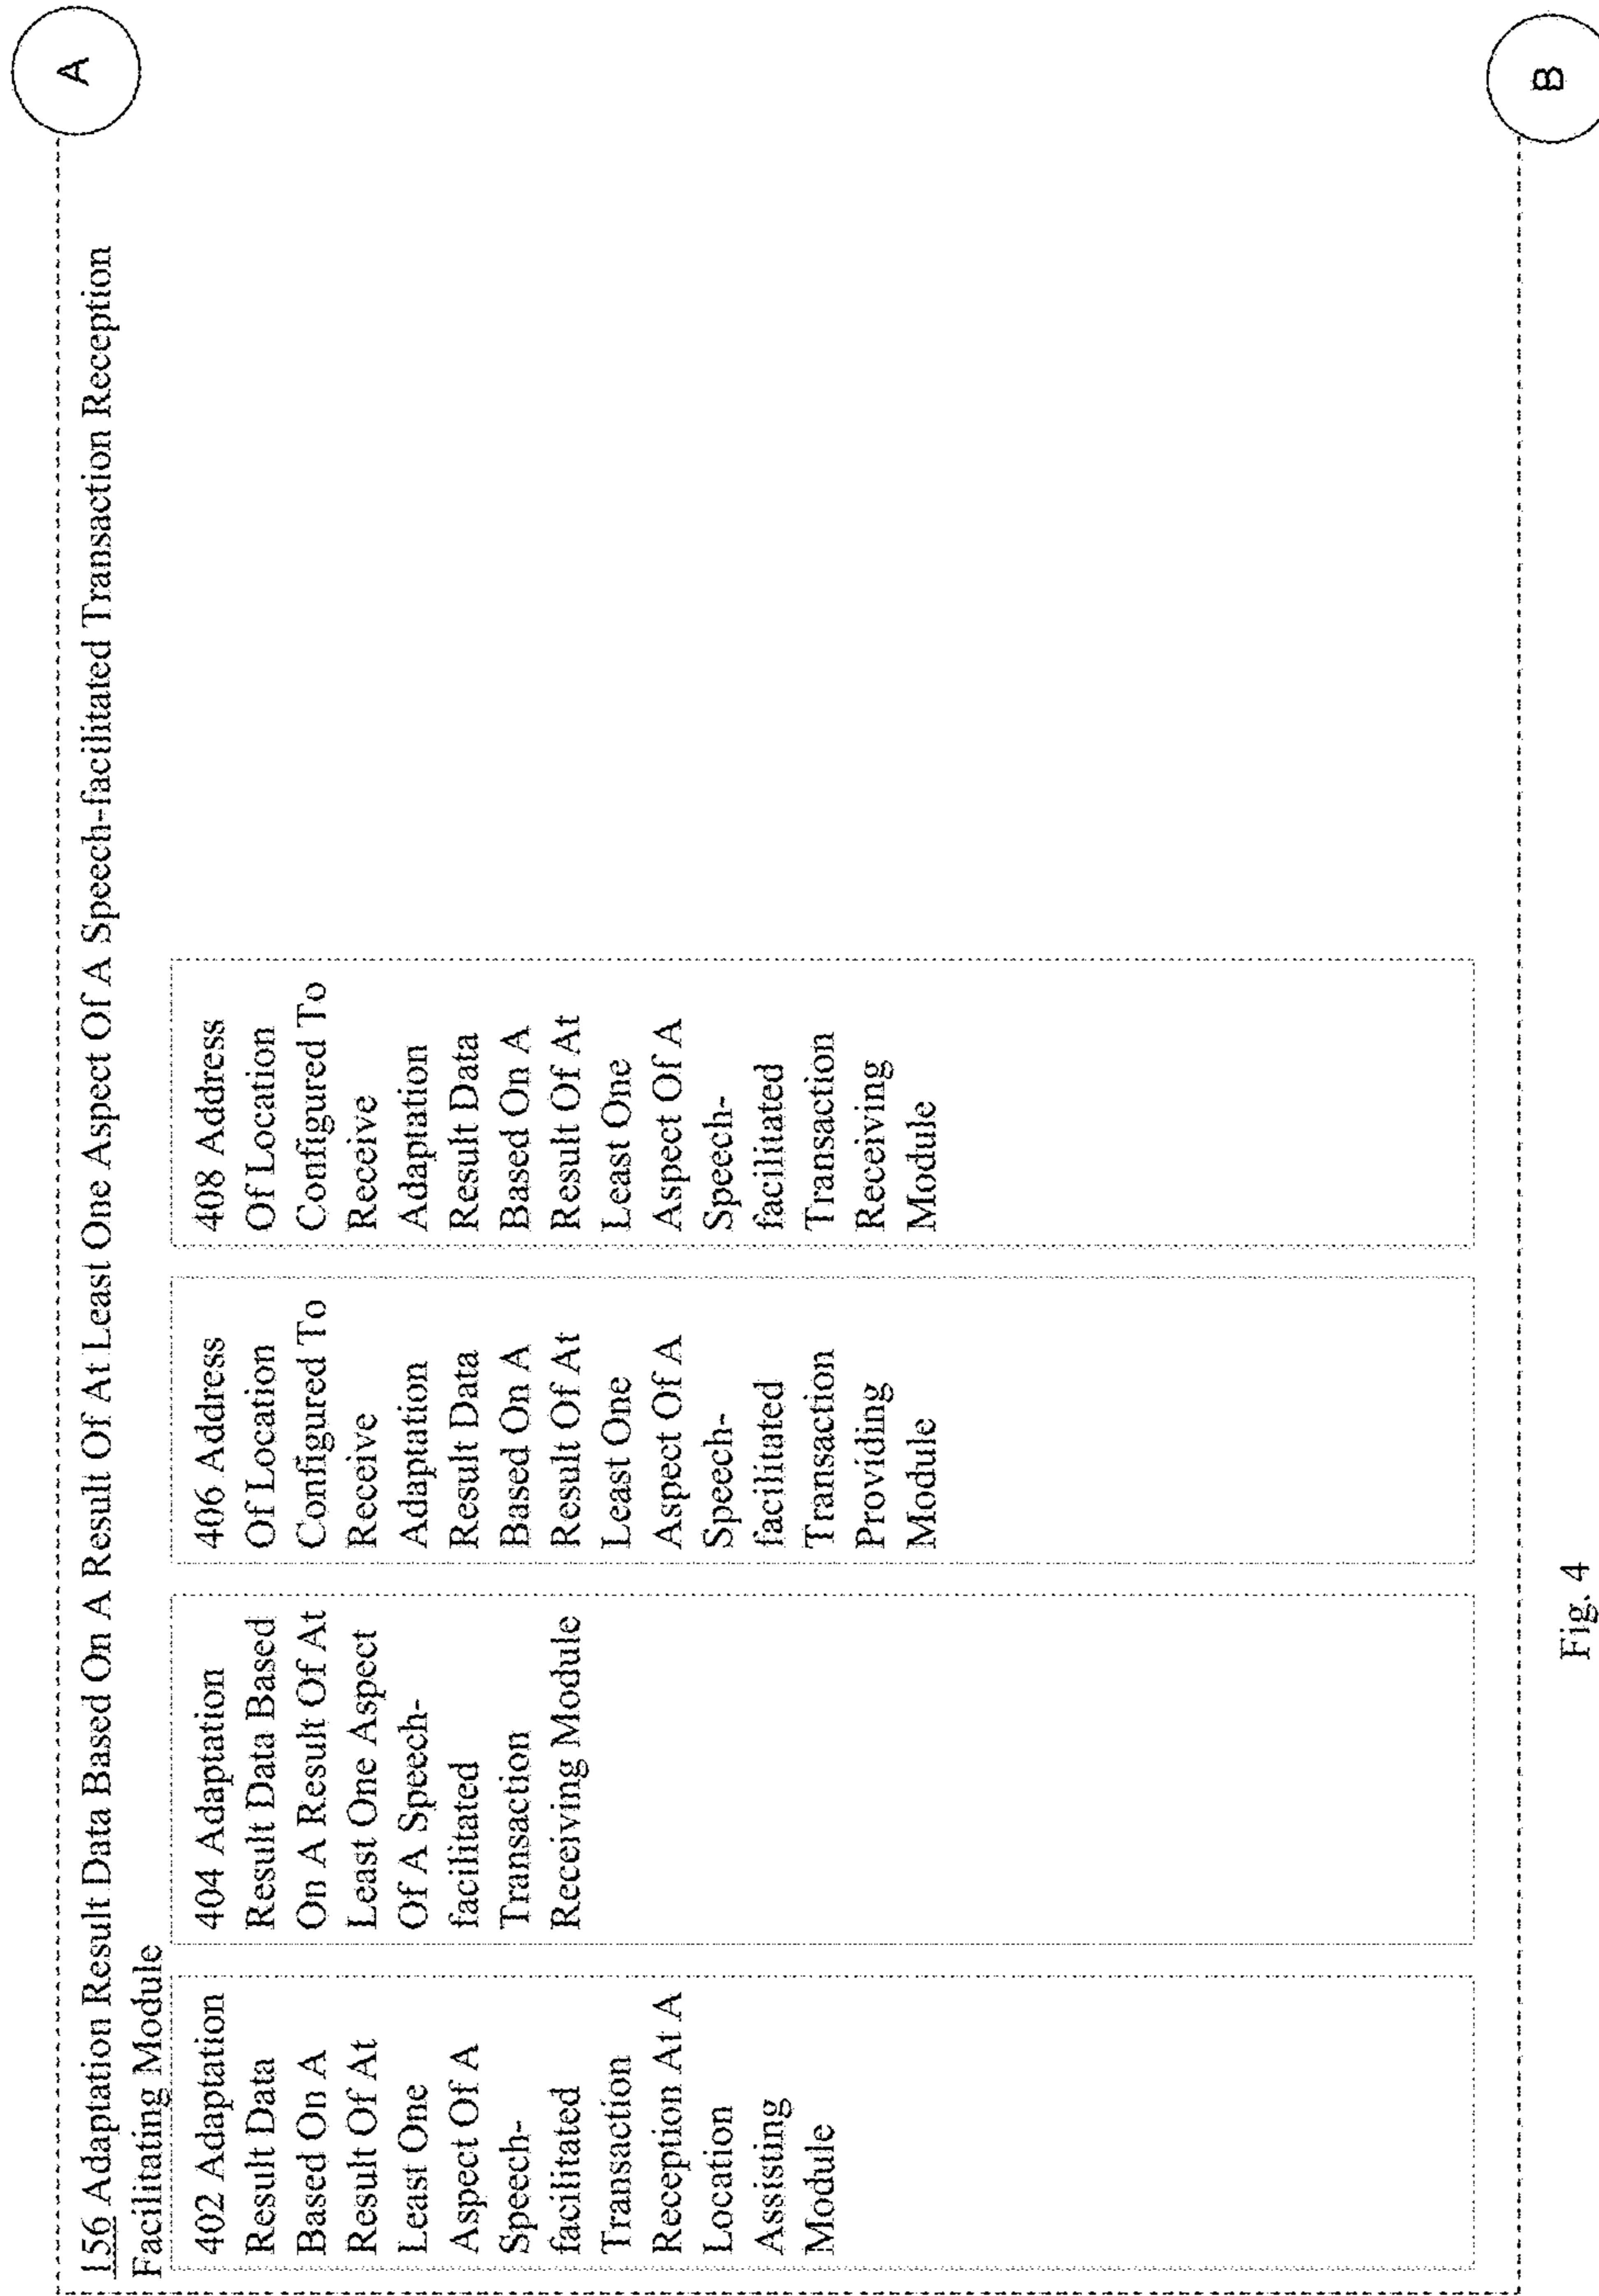 A
156 Adaptation Result Data Based On A Result Of At Least One Aspect Of A Speech-facilitated Transaction Reception
Facilitating Module
402 Adaptation
Result Data
Based On A
Result Of At
Least One
Aspect Of A
Speech-
facilitated
Transaction
Reception At A
Location
Assisting
Module
404 Adaptation
Result Data Based
On A Result Of At
Least One Aspect
Of A Speech-
facilitated
Transaction
Receiving Module
406 Address
Of Location
Configured To
Receive
Adaptation
Result Data
Based On A
Result Of At
Least One
Aspect Of A
Speech-
facilitated
Transaction
Providing
Module
408 Address
Of Location
Configured To
Receive
Adaptation
Result Data
Based On A
Result Of At
Least One
Aspect Of A
Speech-
facilitated
Transaction
Receiving
Module
B
Fig. 4